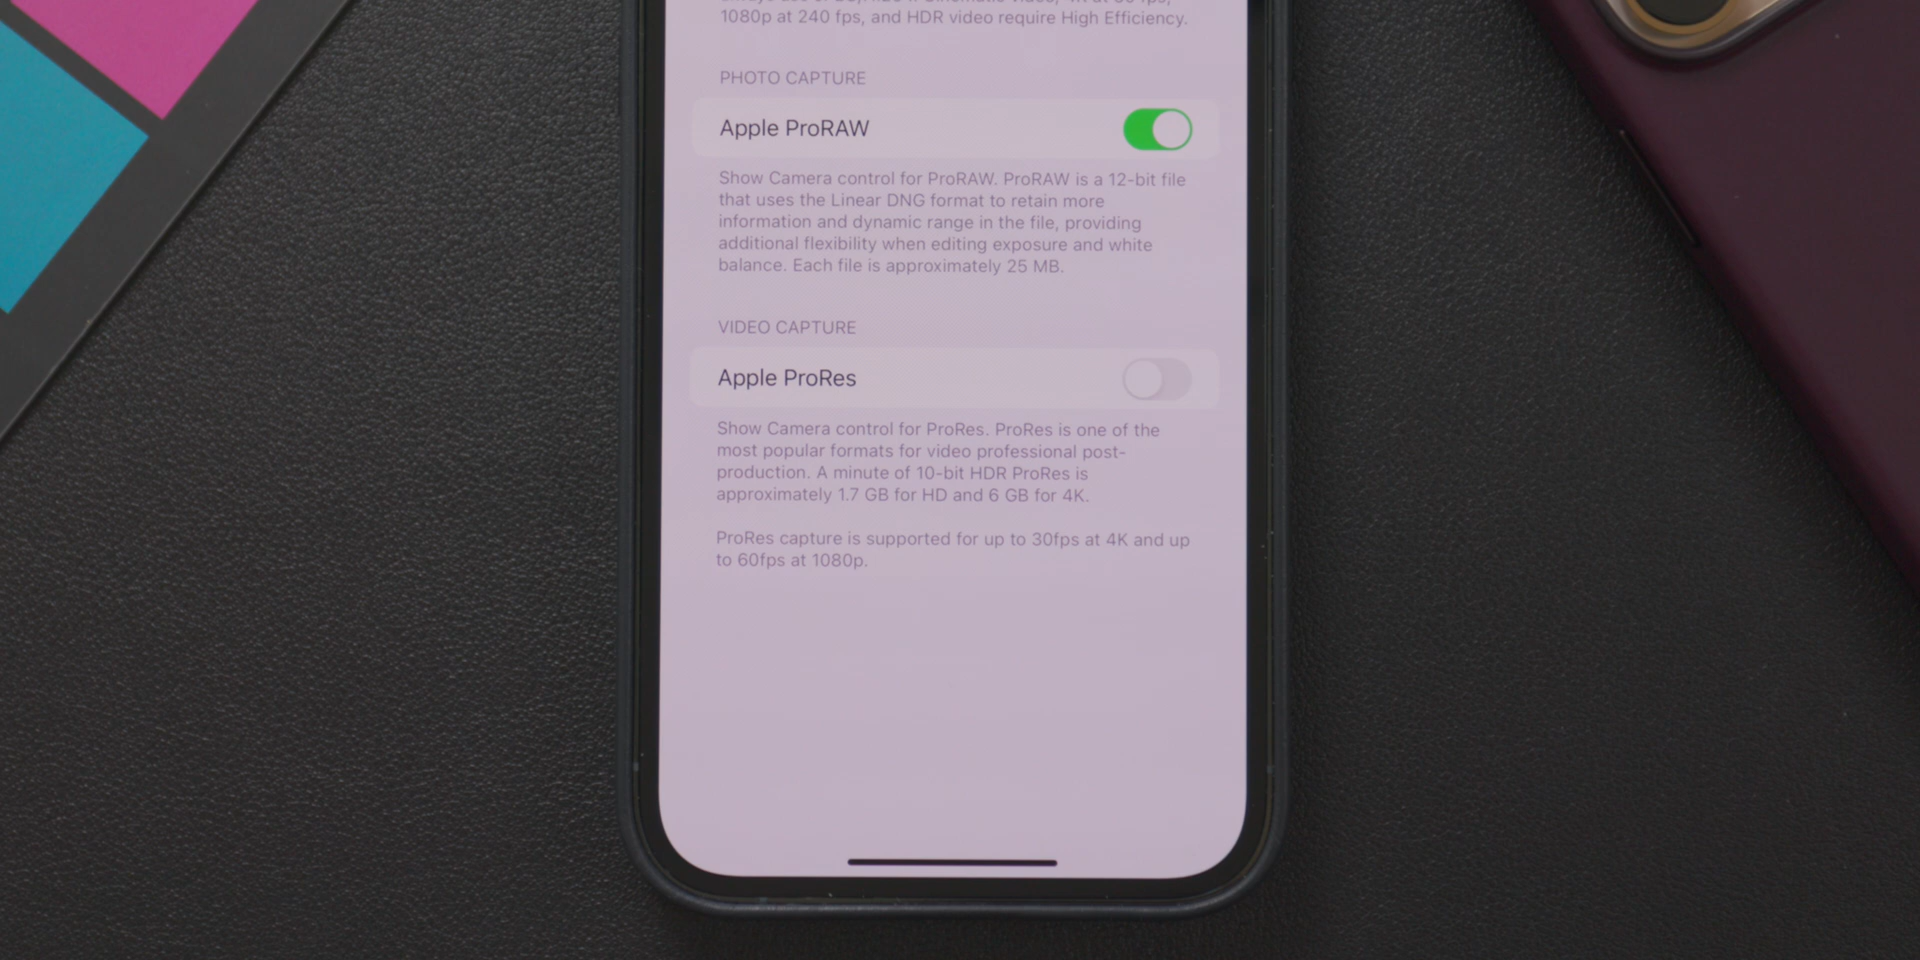 1080p at 240 fps, and HDR video require High Efficiency.
PHOTO CAPTURE
Apple ProRAW
Show Camera control for ProRAW. ProRAW is a 12-bit file
that uses the Linear DNG format to retain more
information and dynamic range in the file, providing
additional flexibility when editing exposure and white
balance. Each file is approximately 25 MB.
VIDEO CAPTURE
Apple ProRes
Show Camera control for ProRes. ProRes is one of the
most popular formats for video professional post-
production. A minute of 10-bit HDR ProRes is
approximately 1.7 GB for HD and 6 GB for 4K.
ProRes capture is supported for up to 30fps at 4K and up
to 60fps at 1080p.